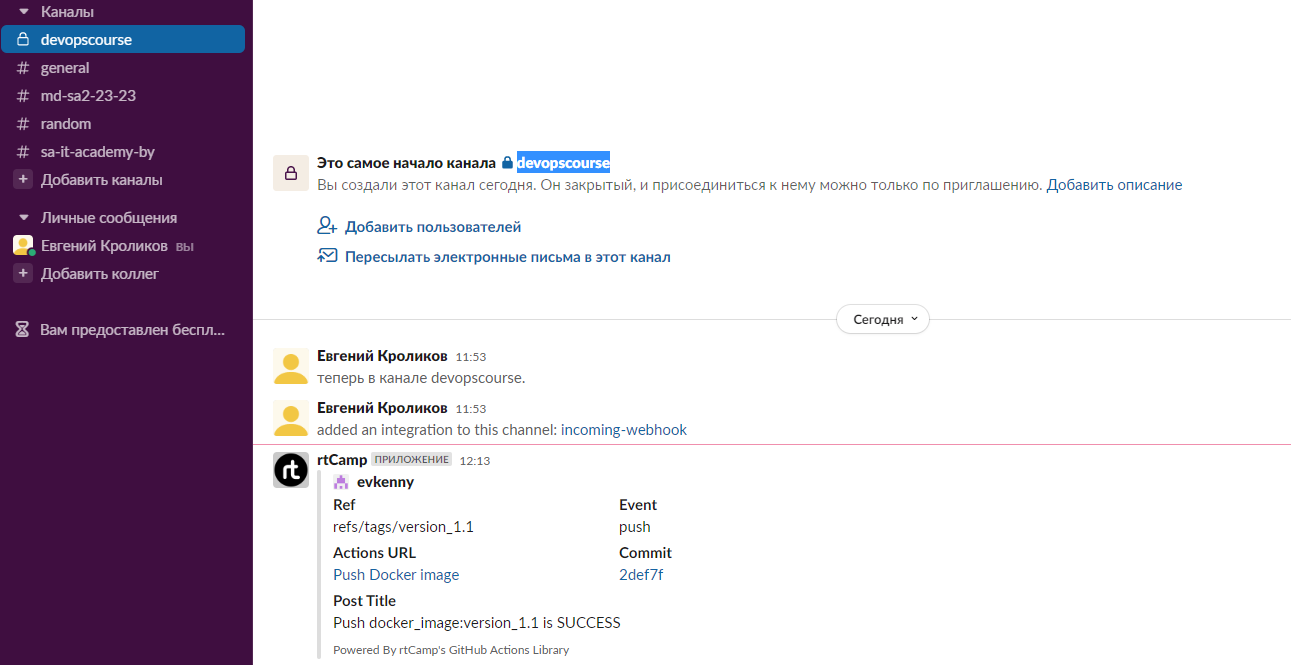 Каналы
devopscourse
# general
# md-sa2-23-23
# random
# sa-it-academy-by
+ Добавить каналы
Личные сообщения
Евгений Кроликов вы
+ Добавить коллег
Вам предоставлен беспл...
Это самое начало канала devopscourse
Вы создали этот канал сегодня. Он закрытый, и присоединиться к нему можно только по приглашению. Добавить описание
Добавить пользователей
Пересылать электронные письма в этот канал
Сегодня
Евгений Кроликов 11:53
теперь в канале devopscourse.
Евгений Кроликов 11:53
added an integration to this channel: incoming-webhook
rt
rtCamp ПРИЛОЖЕНИЕ 12:13
evkenny
Ref Event
refs/tags/version_1.1 push
Actions URL Commit
Push Docker image 2def7f
Post Title
Push docker_image:version_1.1 is SUCCESS
Powered By rtCamp's GitHub Actions Library